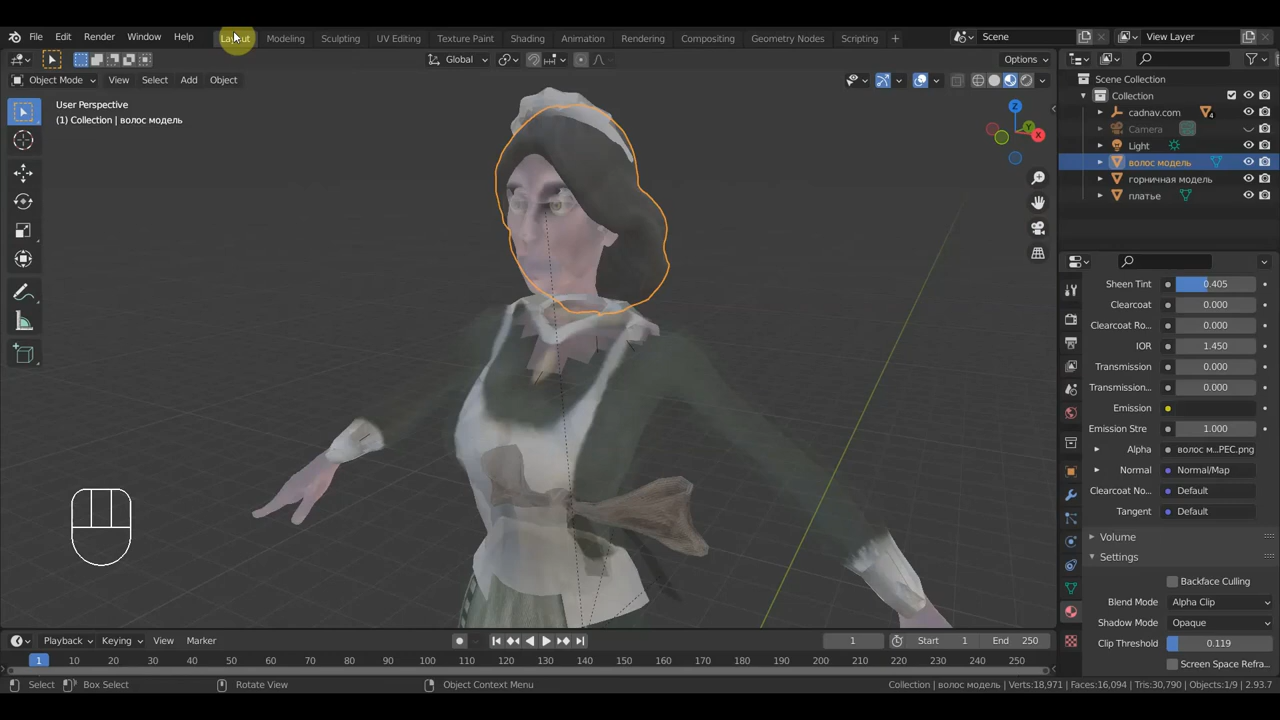 File Edit Render Window Help Layout Modeling Sculpting UV Editing Texture Paint Shading Animation Rendering Compositing Geometry Nodes Scripting + Scene View Layer
Global Options
Object Mode View Select Add Object
User Perspective
(1) Collection | волос модель
Z
Y
X
Scene Collection
Collection
cadnav.com 4
Camera
Light
волос модель
горничная модель
платье
Sheen Tint 0.405
Clearcoat 0.000
Clearcoat Ro... 0.000
IOR 1.450
Transmission 0.000
Transmission... 0.000
Emission
Emission Stre 1.000
Alpha волос м...PEC.png
Normal Normal/Map
Clearcoat No... Default
Tangent Default
Volume
Settings
Backface Culling
Blend Mode Alpha Clip
Shadow Mode Opaque
Clip Threshold 0.119
Screen Space Refra...
Playback Keying View Marker 1 Start 1 End 250
1 10 20 30 40 50 60 70 80 90 100 110 120 130 140 150 160 170 180 190 200 210 220 230 240 250
Select Box Select Rotate View Object Context Menu Collection | волос модель | Verts:18,971 | Faces:16,094 | Tris:30,790 | Objects:1/9 | 2.93.7